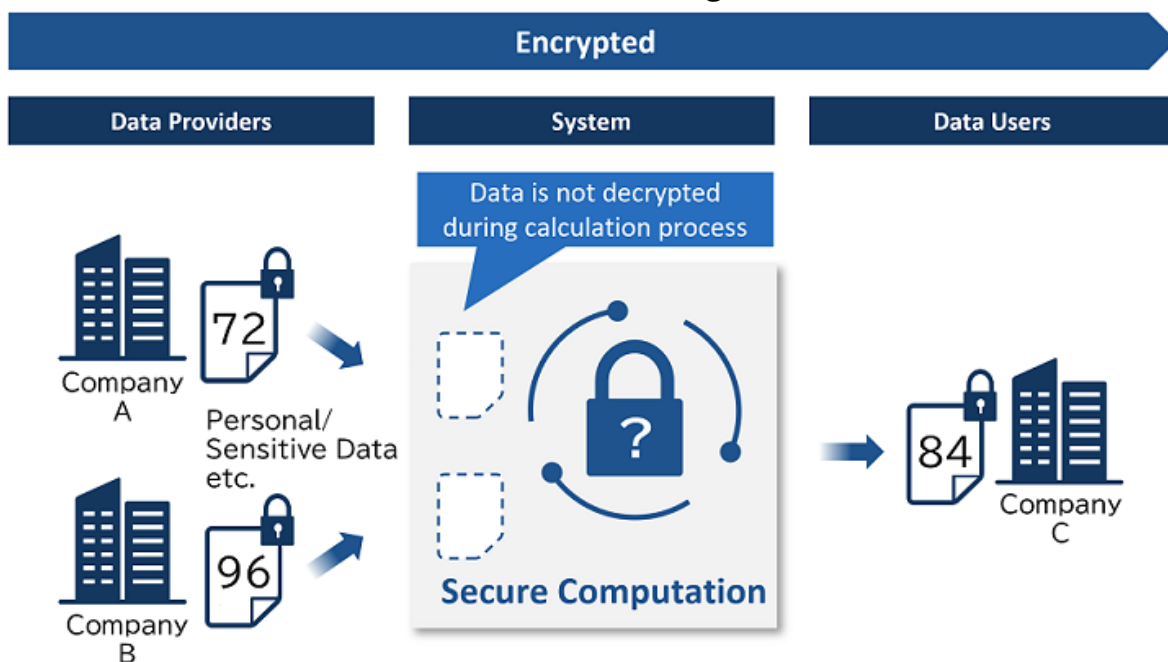 Encrypted
Data Providers
System
Data Users
Data is not decrypted
during calculation process
72
Company
A
Personal/
Sensitive Data
etc.
96
Company
B
?
Secure Computation
84
Company
C